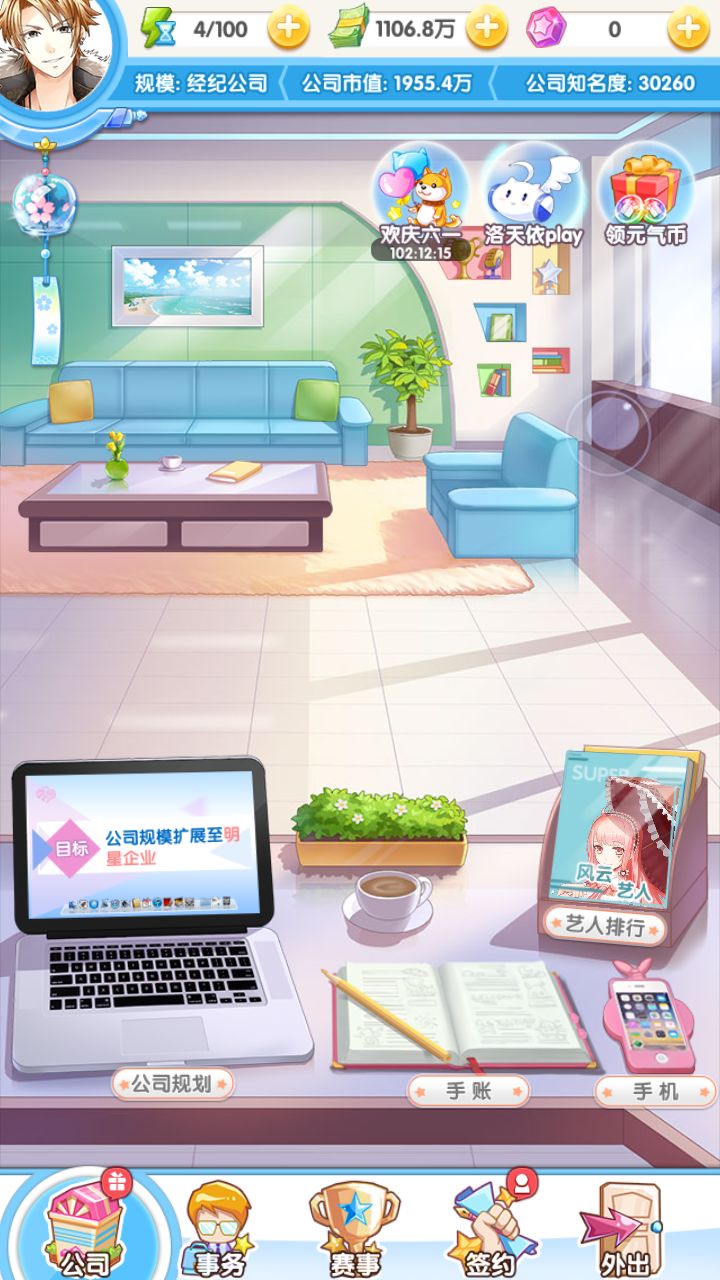 4/100
1106.8万
0
规模: 经纪公司
公司市值: 1955.4万
公司知名度: 30260
欢庆六一
102:12:15
洛天依play
领元气币
目标
公司规模扩展至明
星企业
SUPER
风云
艺人
艺人排行
公司规划
手账
手机
公司
事务
赛事
签约
外出